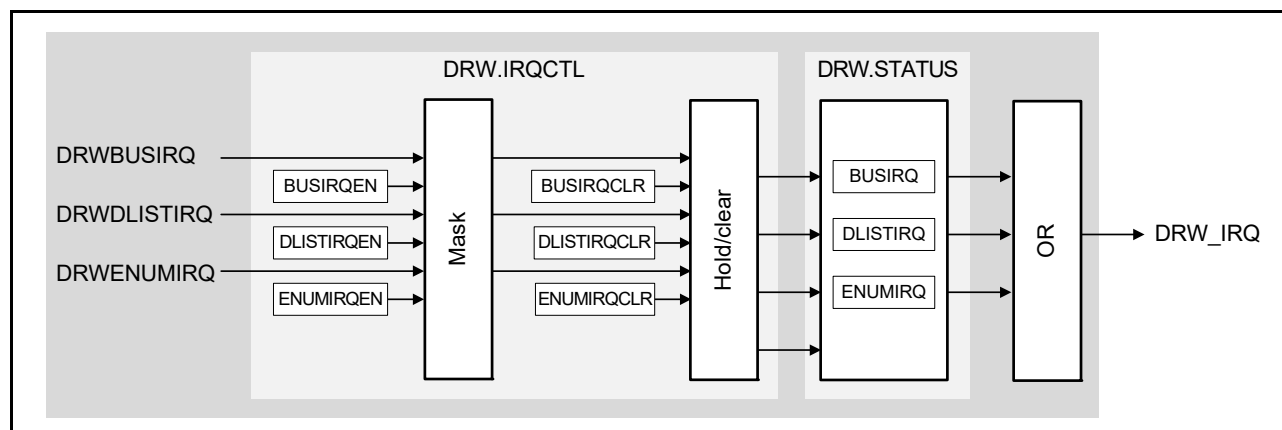 DRW.IRQCTL
DRW.STATUS
DRWBUSIRQ
BUSIRQEN
BUSIRQCLR
BUSIRQ
DRWDLISTIRQ
DLISTIRQEN
DLISTIRQCLR
DLISTIRQ
DRWENUMIRQ
ENUMIRQEN
ENUMIRQCLR
ENUMIRQ
Mask
Hold/clear
OR
DRW_IRQ